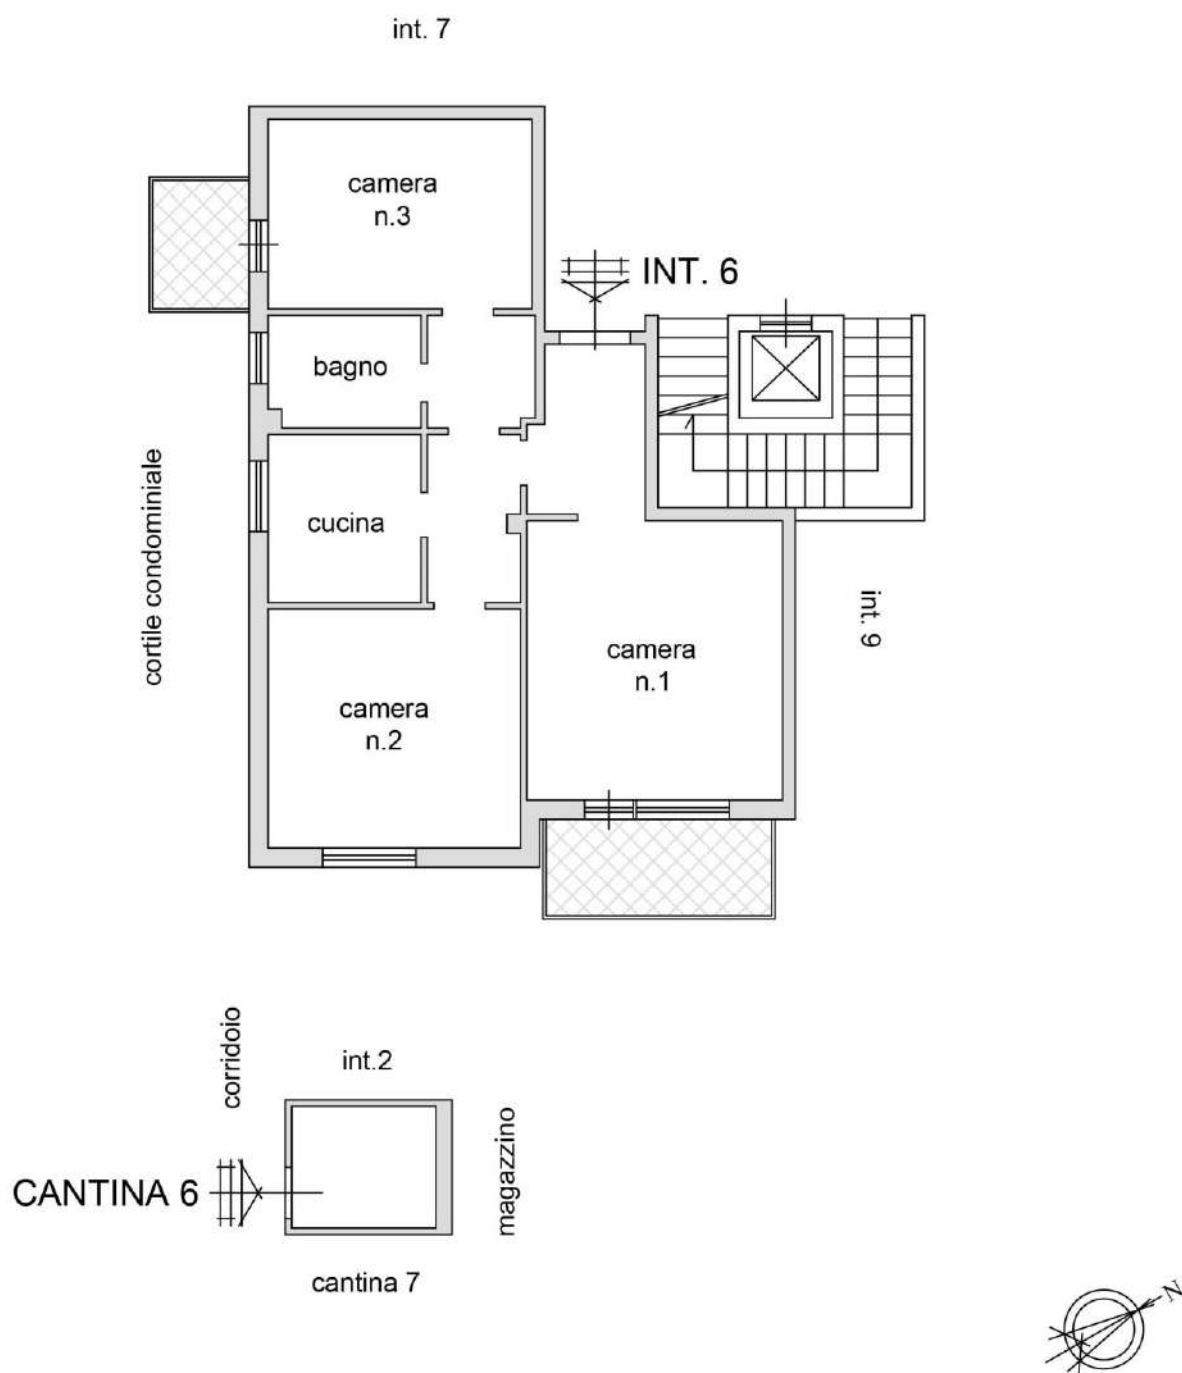 int. 7
camera
n.3
INT. 6
bagno
cortile condominiale
cucina
int. 9
camera
n.1
camera
n.2
corridoio
int.2
magazzino
CANTINA 6
cantina 7
N